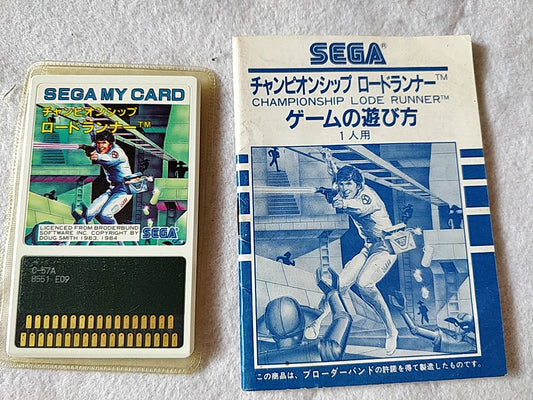 SEGA MY CARD
チャンピオンシップ
ロードランナー™
LICENCED FROM BRODERBUND
SOFTWARE INC. COPYRIGHT BY
DOUG SMITH 1983, 1984
SEGA
C-57A
8551 E09
SEGA®
チャンピオンシップ ロードランナー™
CHAMPIONSHIP LODE RUNNER™
ゲームの遊び方
1人用
この商品は、ブローダーバンドの許諾を得て製造したものです。